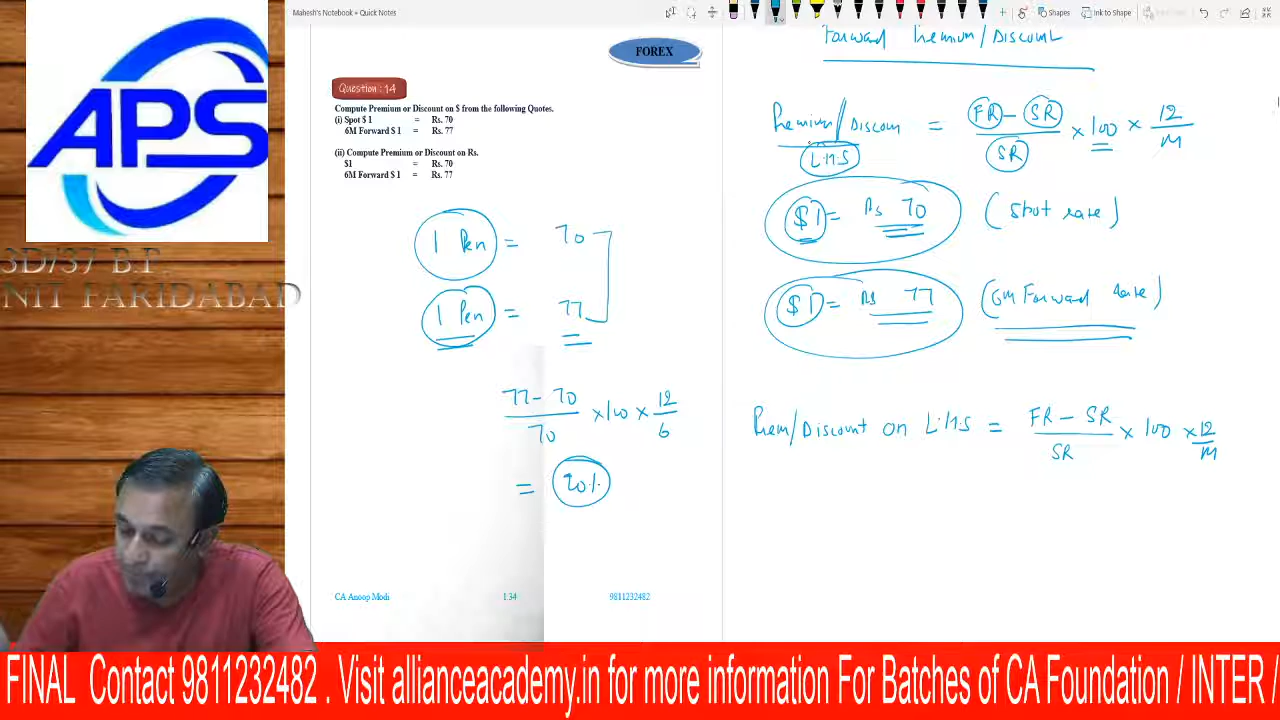 Mahesh's Notebook + Quick Notes
Shapes
Ink to Shape
APS
3D/37 B.P.
NIT FARIDABAD
FOREX
Question : 14
Compute Premium or Discount on $ from the following Quotes.
(i) Spot $ 1 = Rs. 70
6M Forward $ 1 = Rs. 77
(ii) Compute Premium or Discount on Rs.
$1 = Rs. 70
6M Forward $ 1 = Rs. 77
1 Pen = 70
1 Pen = 77
77 - 70
70
× 100 × 12
6
= 20%
CA Anoop Modi
1.34
9811232482
Forward Premium/Discount
Premium/Discoun = FR - SR × 100 × 12
L.H.S SR M
$1 = Rs 70 (Spot rate)
$1 = Rs 77 (6M Forward Rate)
Prem/Discount on L.H.S = FR - SR × 100 × 12
SR M
FINAL Contact 9811232482 . Visit allianceacademy.in for more information For Batches of CA Foundation / INTER /